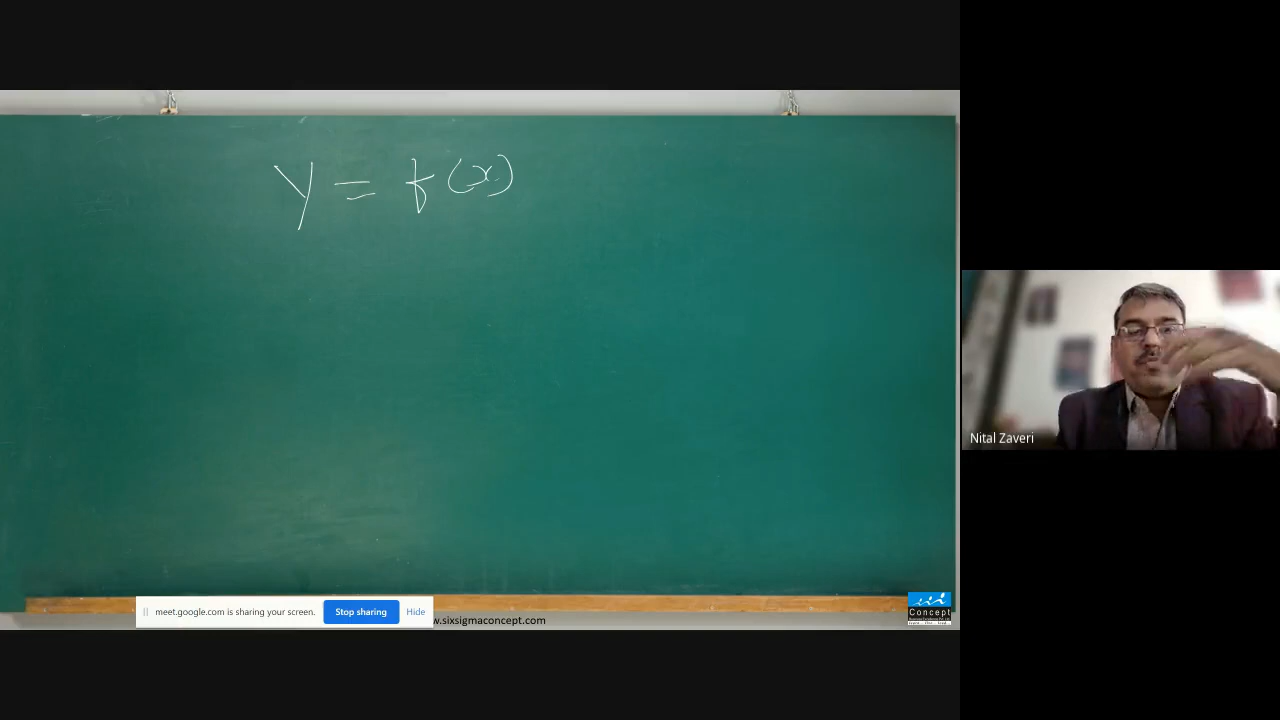 y = f(x)
Nital Zaveri
meet.google.com is sharing your screen. Stop sharing Hide
w.sixsigmaconcept.com
Concept